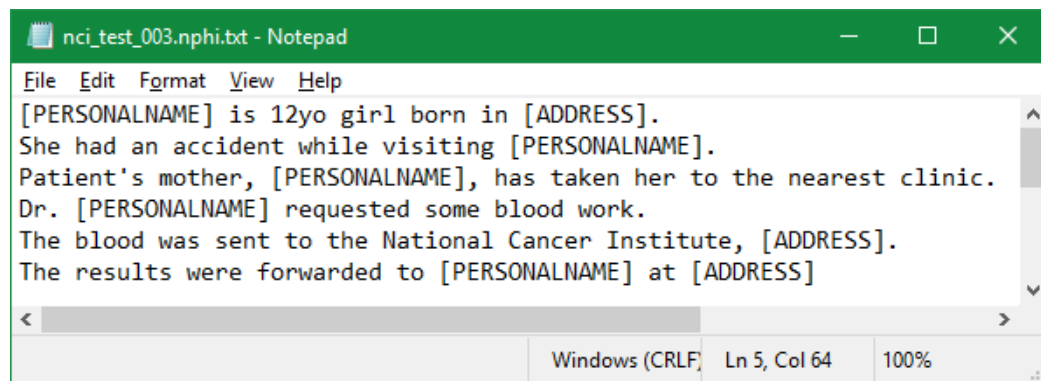 nci_test_003.nphi.txt - Notepad
File Edit Format View Help
[PERSONALNAME] is 12yo girl born in [ADDRESS].
She had an accident while visiting [PERSONALNAME].
Patient's mother, [PERSONALNAME], has taken her to the nearest clinic.
Dr. [PERSONALNAME] requested some blood work.
The blood was sent to the National Cancer Institute, [ADDRESS].
The results were forwarded to [PERSONALNAME] at [ADDRESS]
Windows (CRLF) Ln 5, Col 64 100%